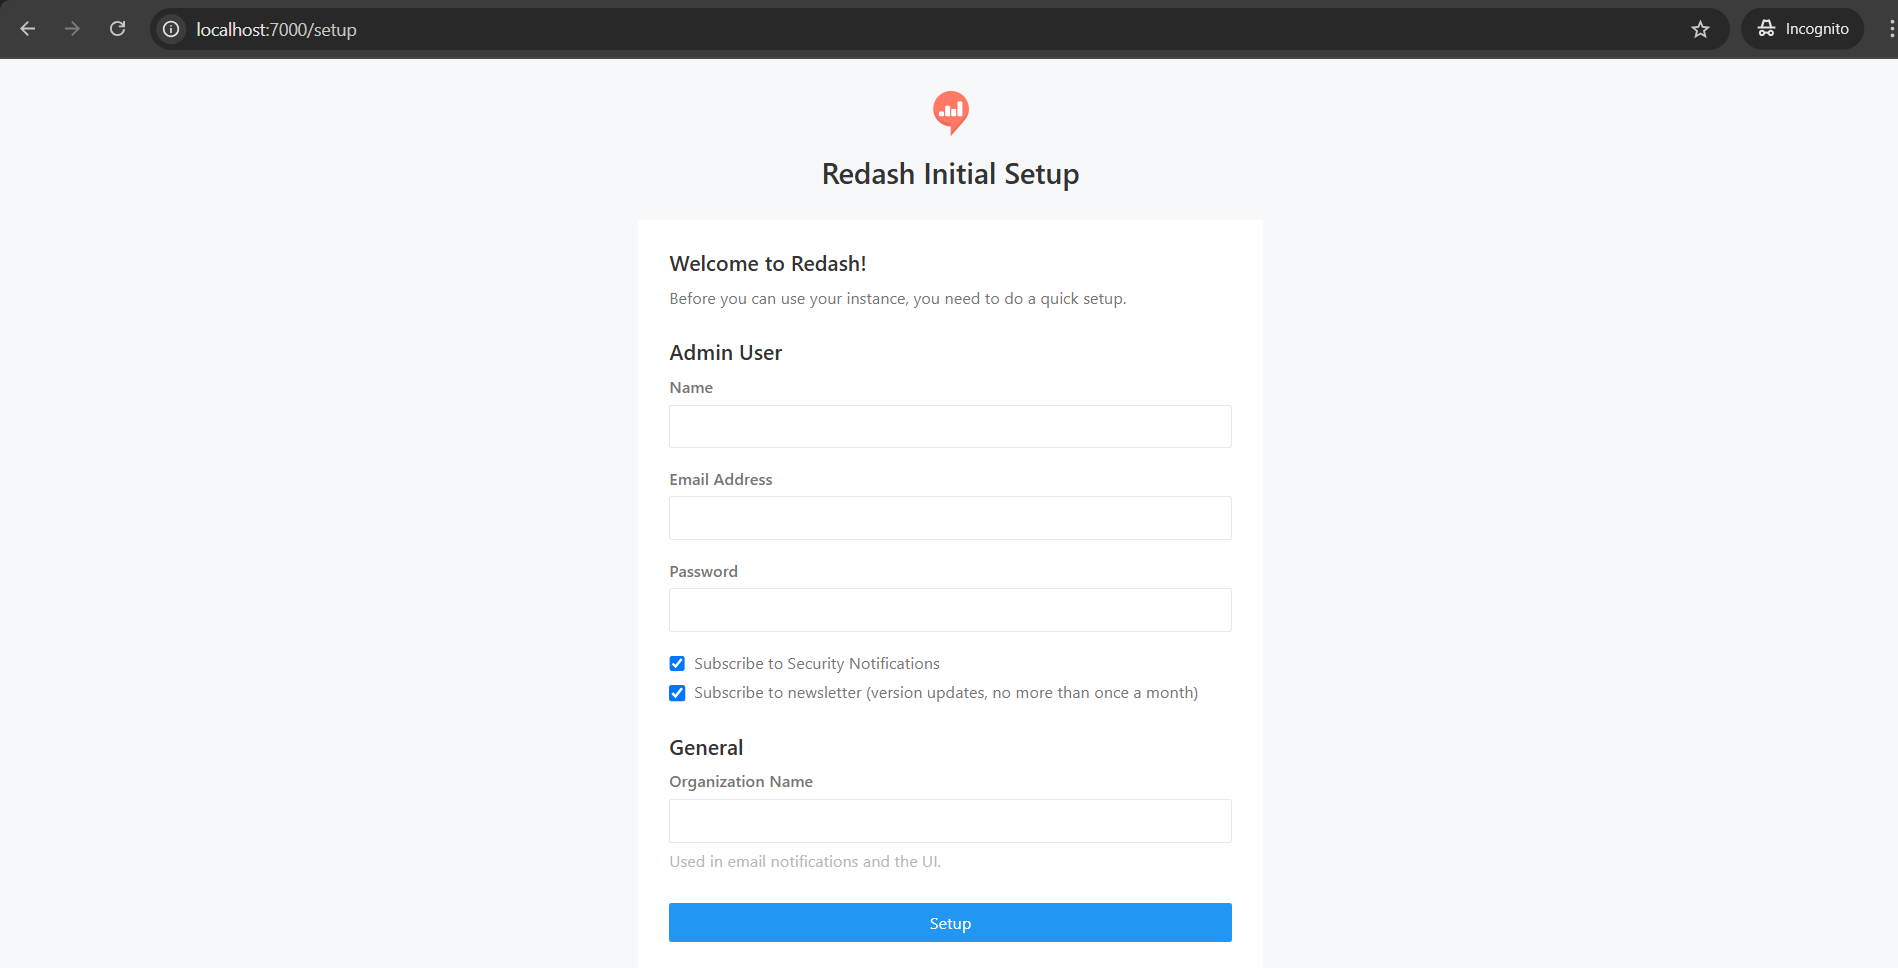 localhost:7000/setup
Incognito
Redash Initial Setup
Welcome to Redash!
Before you can use your instance, you need to do a quick setup.
Admin User
Name
Email Address
Password
Subscribe to Security Notifications
Subscribe to newsletter (version updates, no more than once a month)
General
Organization Name
Used in email notifications and the UI.
Setup